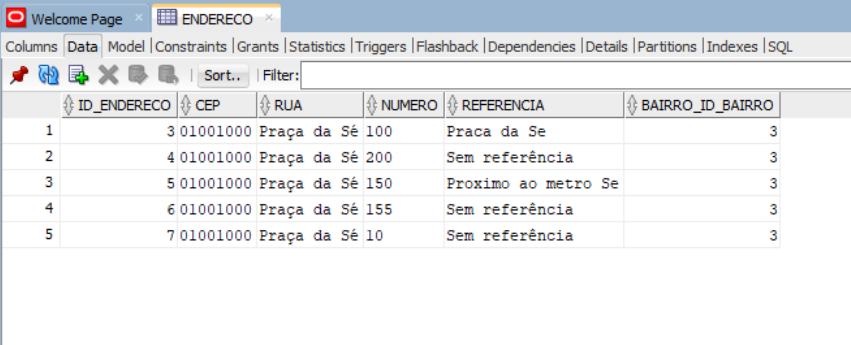 Welcome Page ENDERECO
Columns Data Model Constraints Grants Statistics Triggers Flashback Dependencies Details Partitions Indexes SQL
Sort.. Filter:
ID_ENDERECO CEP RUA NUMERO REFERENCIA BAIRRO_ID_BAIRRO
1 3 01001000 Praça da Sé 100 Praca da Se 3
2 4 01001000 Praça da Sé 200 Sem referência 3
3 5 01001000 Praça da Sé 150 Proximo ao metro Se 3
4 6 01001000 Praça da Sé 155 Sem referência 3
5 7 01001000 Praça da Sé 10 Sem referência 3